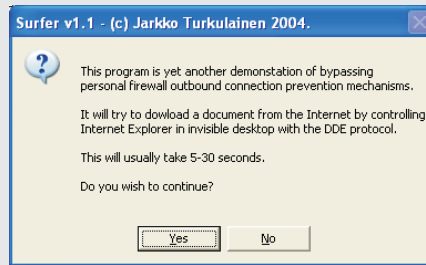 Surfer v1.1 - (c) Jarkko Turkulainen 2004.
This program is yet another demonstation of bypassing
personal firewall outbound connection prevention mechanisms.
It will try to dowload a document from the Internet by controlling
Internet Explorer in invisible desktop with the DDE protocol.
This will usually take 5-30 seconds.
Do you wish to continue?
Yes No